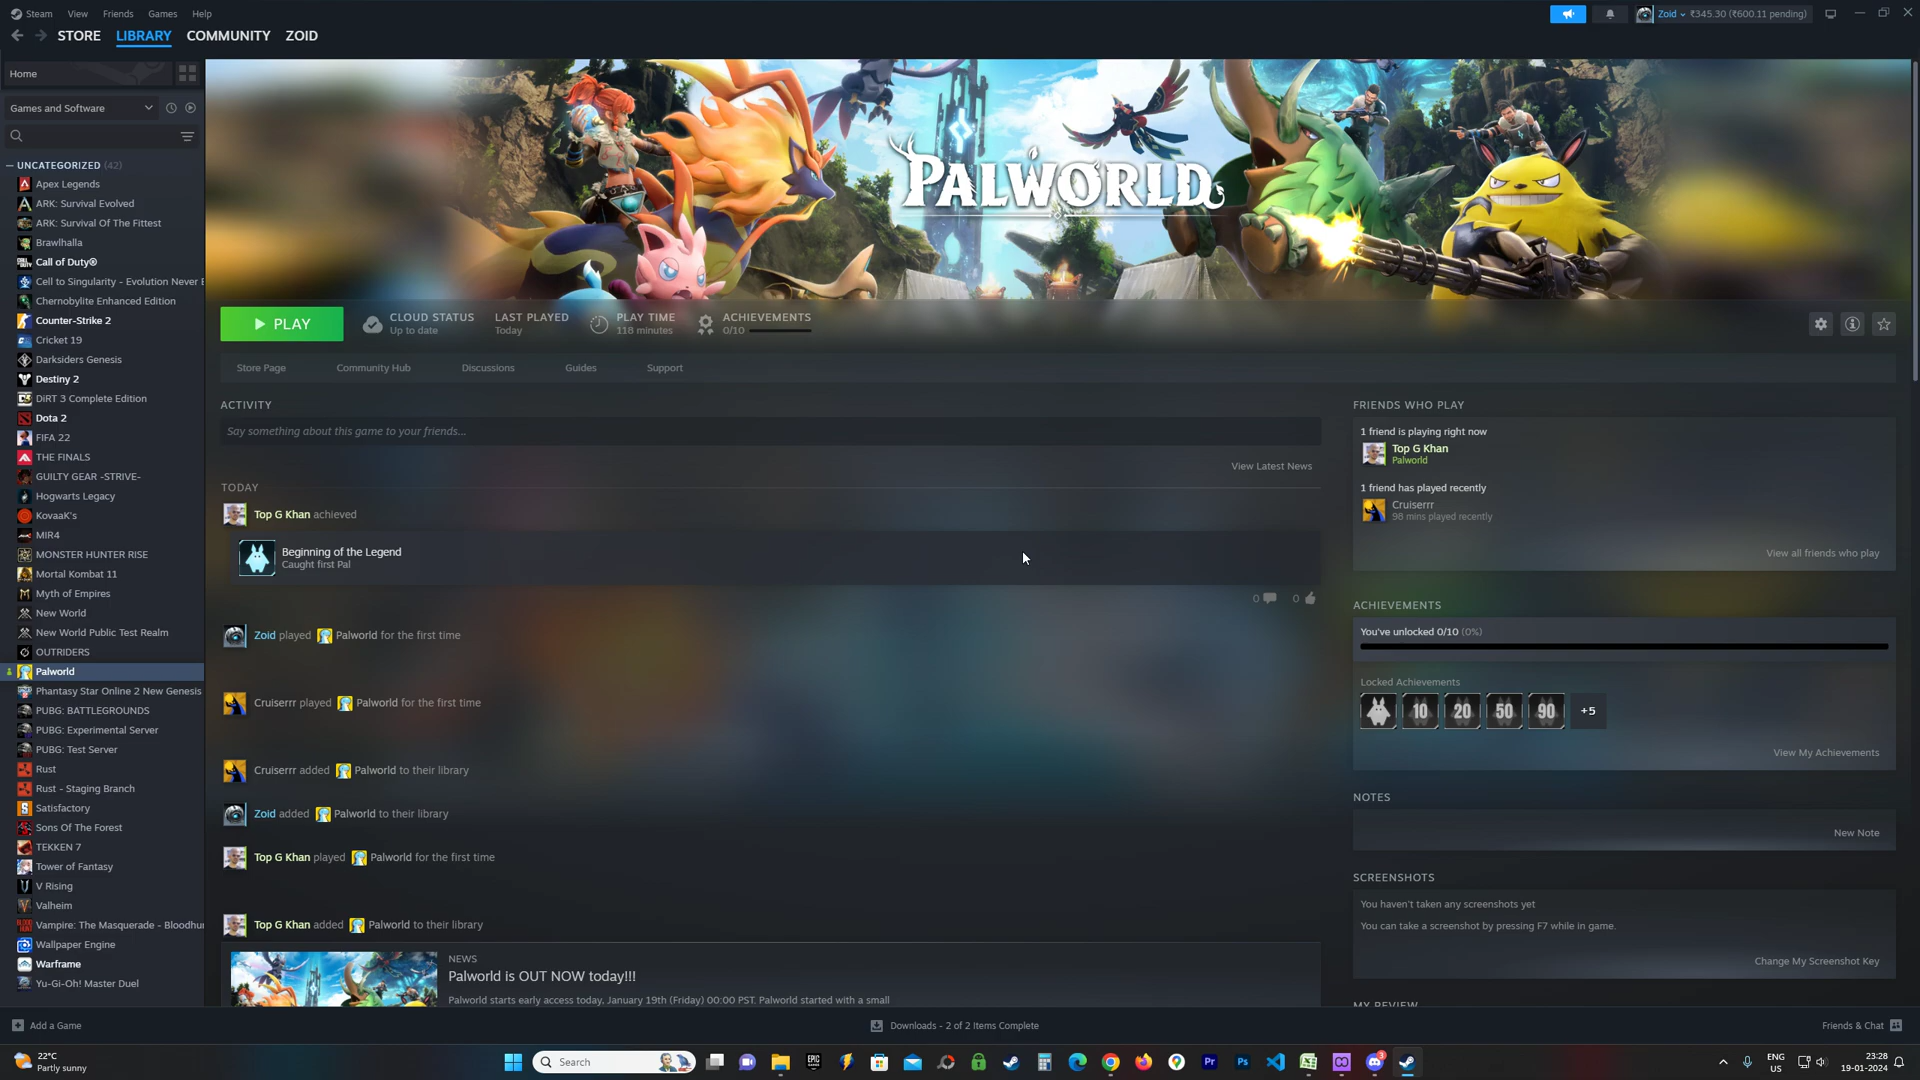 Steam View Friends Games Help
Zoid ₹345.30 (₹600.11 pending)
STORE LIBRARY COMMUNITY ZOID
Home
Games and Software
UNCATEGORIZED (42)
Apex Legends
ARK: Survival Evolved
ARK: Survival Of The Fittest
Brawlhalla
Call of Duty®
Cell to Singularity - Evolution Never E
Chernobylite Enhanced Edition
Counter-Strike 2
Cricket 19
Darksiders Genesis
Destiny 2
DiRT 3 Complete Edition
Dota 2
FIFA 22
THE FINALS
GUILTY GEAR -STRIVE-
Hogwarts Legacy
KovaaK's
MIR4
MONSTER HUNTER RISE
Mortal Kombat 11
Myth of Empires
New World
New World Public Test Realm
OUTRIDERS
Palworld
Phantasy Star Online 2 New Genesis
PUBG: BATTLEGROUNDS
PUBG: Experimental Server
PUBG: Test Server
Rust
Rust - Staging Branch
Satisfactory
Sons Of The Forest
TEKKEN 7
Tower of Fantasy
V Rising
Valheim
Vampire: The Masquerade - Bloodhu
Wallpaper Engine
Warframe
Yu-Gi-Oh! Master Duel
PALWORLD
PLAY
CLOUD STATUS
Up to date
LAST PLAYED
Today
PLAY TIME
118 minutes
ACHIEVEMENTS
0/10
Store Page Community Hub Discussions Guides Support
ACTIVITY
Say something about this game to your friends...
View Latest News
TODAY
Top G Khan achieved
Beginning of the Legend
Caught first Pal
0 0
Zoid played Palworld for the first time
Cruiserrr played Palworld for the first time
Cruiserrr added Palworld to their library
Zoid added Palworld to their library
Top G Khan played Palworld for the first time
Top G Khan added Palworld to their library
NEWS
Palworld is OUT NOW today!!!
Palworld starts early access today, January 19th (Friday) 00:00 PST. Palworld started with a small
FRIENDS WHO PLAY
1 friend is playing right now
Top G Khan
Palworld
1 friend has played recently
Cruiserrr
98 mins played recently
View all friends who play
ACHIEVEMENTS
You've unlocked 0/10 (0%)
Locked Achievements
10 20 50 90 +5
View My Achievements
NOTES
New Note
SCREENSHOTS
You haven't taken any screenshots yet
You can take a screenshot by pressing F7 while in game.
Change My Screenshot Key
MY REVIEW
Add a Game
Downloads - 2 of 2 Items Complete
Friends & Chat
22°C
Partly sunny
Search
EPIC
GAMES
Pr
Ps
3
ENG
US
23:28
19-01-2024